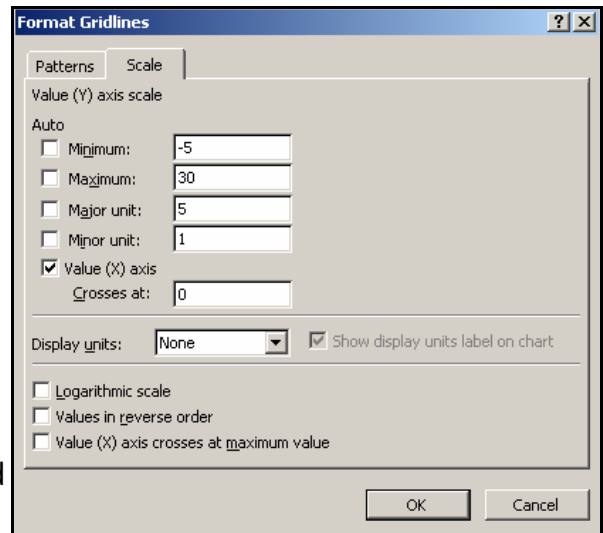 Format Gridlines
Patterns Scale
Value (Y) axis scale
Auto
Minimum: -5
Maximum: 30
Major unit: 5
Minor unit: 1
Value (X) axis
Crosses at: 0
Display units: None Show display units label on chart
Logarithmic scale
Values in reverse order
Value (X) axis crosses at maximum value
OK Cancel